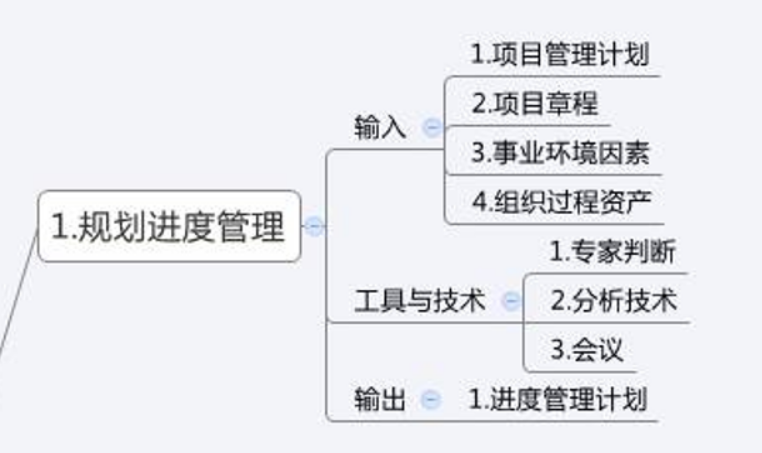 1.项目管理计划
2.项目章程
输入
3.事业环境因素
4.组织过程资产
1.规划进度管理
1.专家判断
工具与技术
2.分析技术
3.会议
输出
1.进度管理计划